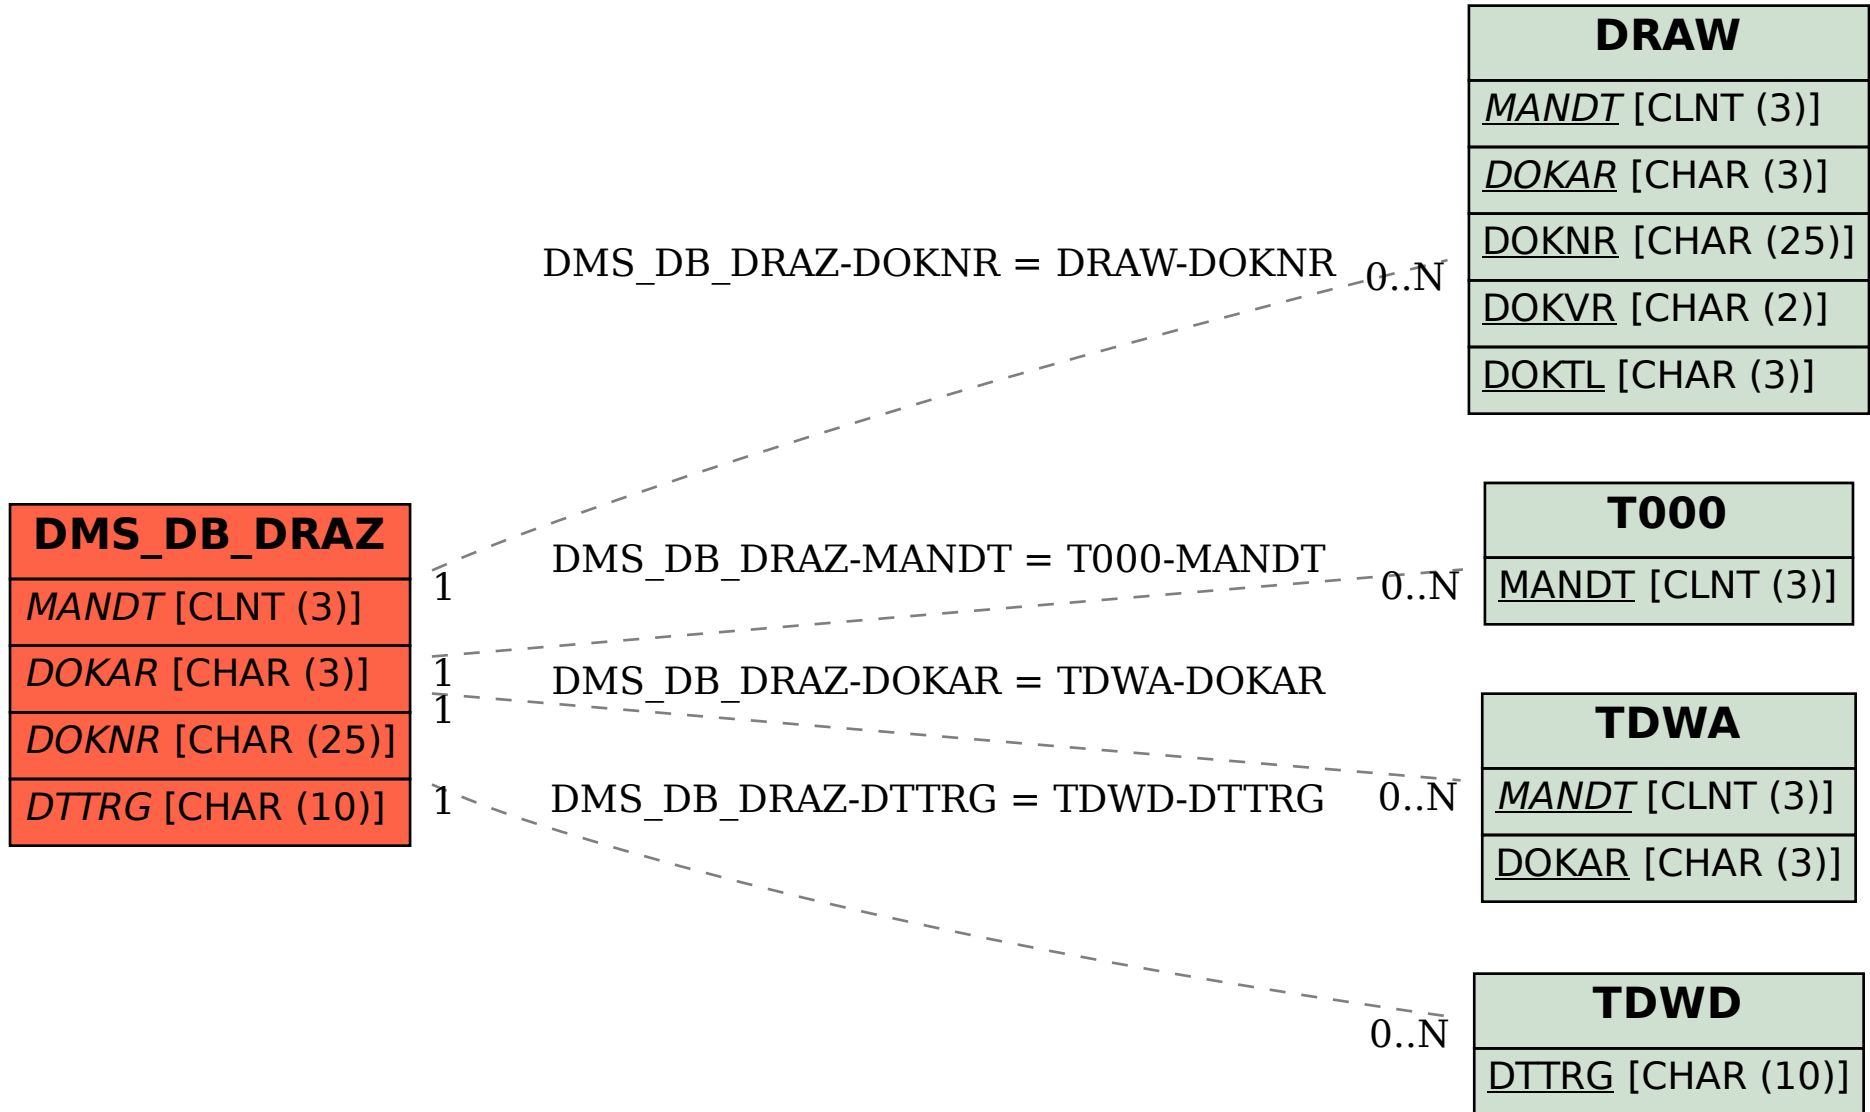 DRAW
MANDT [CLNT (3)]
DOKAR [CHAR (3)]
DOKNR [CHAR (25)]
DOKVR [CHAR (2)]
DOKTL [CHAR (3)]
DMS_DB_DRAZ-DOKNR = DRAW-DOKNR
0..N
DMS_DB_DRAZ
MANDT [CLNT (3)]
DOKAR [CHAR (3)]
DOKNR [CHAR (25)]
DTTRG [CHAR (10)]
1
DMS_DB_DRAZ-MANDT = T000-MANDT
0..N
T000
MANDT [CLNT (3)]
1
1
DMS_DB_DRAZ-DOKAR = TDWA-DOKAR
TDWA
MANDT [CLNT (3)]
DOKAR [CHAR (3)]
1
DMS_DB_DRAZ-DTTRG = TDWD-DTTRG
0..N
0..N
TDWD
DTTRG [CHAR (10)]